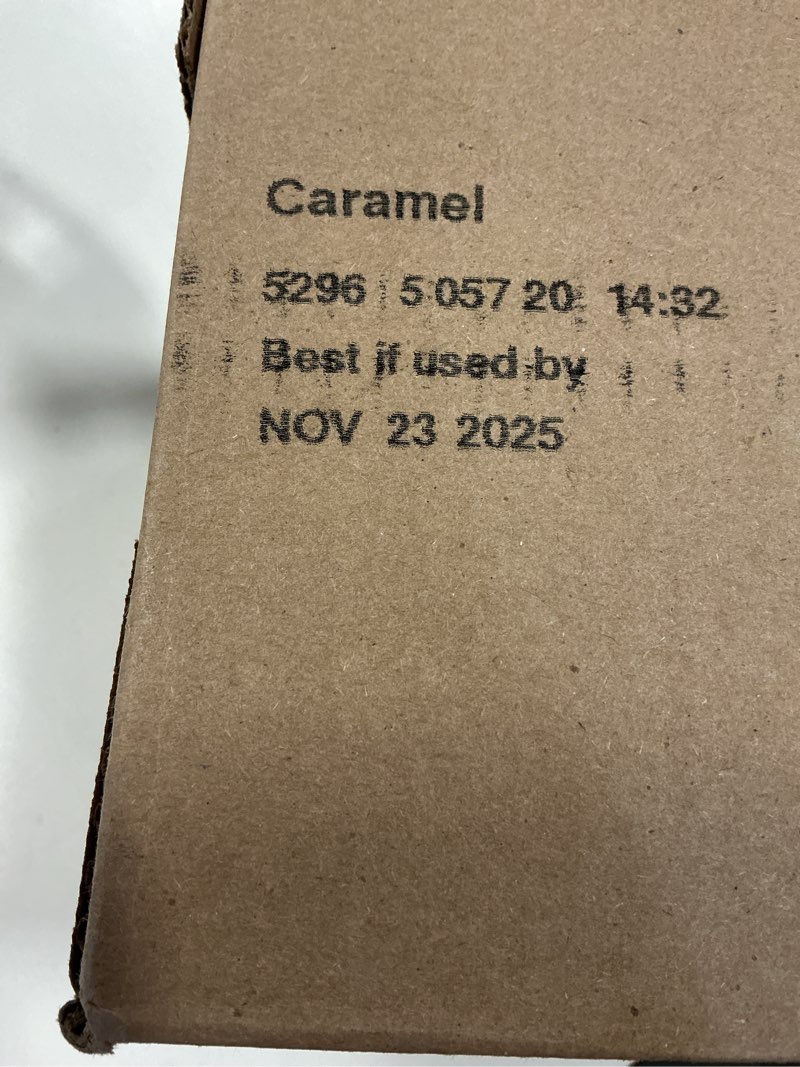 Caramel
5296 5 057 20 14:32
Best if used by
NOV 23 2025